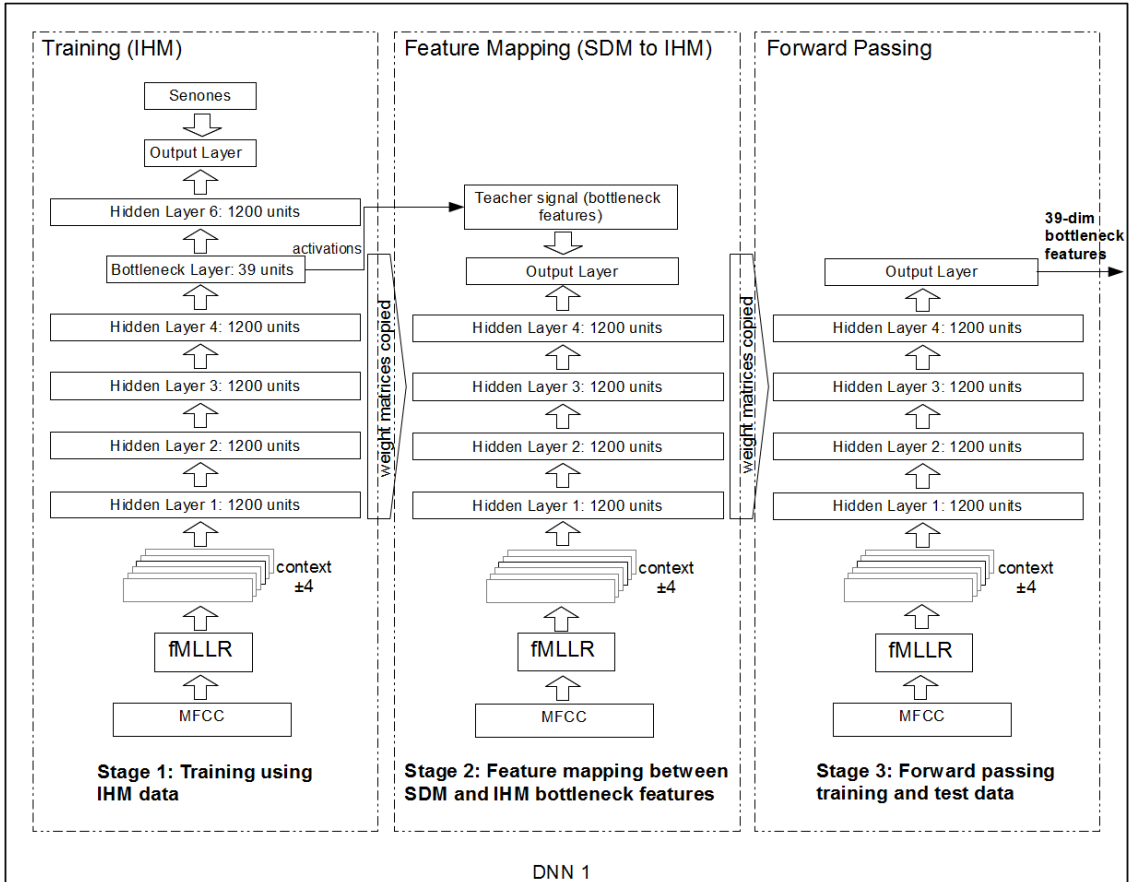 Training (IHM)
Senones
Output Layer
Hidden Layer 6: 1200 units
activations
Bottleneck Layer: 39 units
Hidden Layer 4: 1200 units
Hidden Layer 3: 1200 units
Hidden Layer 2: 1200 units
Hidden Layer 1: 1200 units
context
±4
fMLLR
MFCC
Stage 1: Training using
IHM data
weight matrices copied
Feature Mapping (SDM to IHM)
Teacher signal (bottleneck
features)
Output Layer
Hidden Layer 4: 1200 units
Hidden Layer 3: 1200 units
Hidden Layer 2: 1200 units
Hidden Layer 1: 1200 units
context
±4
fMLLR
MFCC
Stage 2: Feature mapping between
SDM and IHM bottleneck features
weight matrices copied
Forward Passing
39-dim
bottleneck
features
Output Layer
Hidden Layer 4: 1200 units
Hidden Layer 3: 1200 units
Hidden Layer 2: 1200 units
Hidden Layer 1: 1200 units
context
±4
fMLLR
MFCC
Stage 3: Forward passing
training and test data
DNN 1